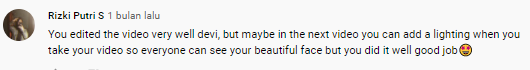 Rizki Putri S 1 bulan lalu
You edited the video very well devi, but maybe in the next video you can add a lighting when you
take your video so everyone can see your beautiful face but you did it well good job🤩